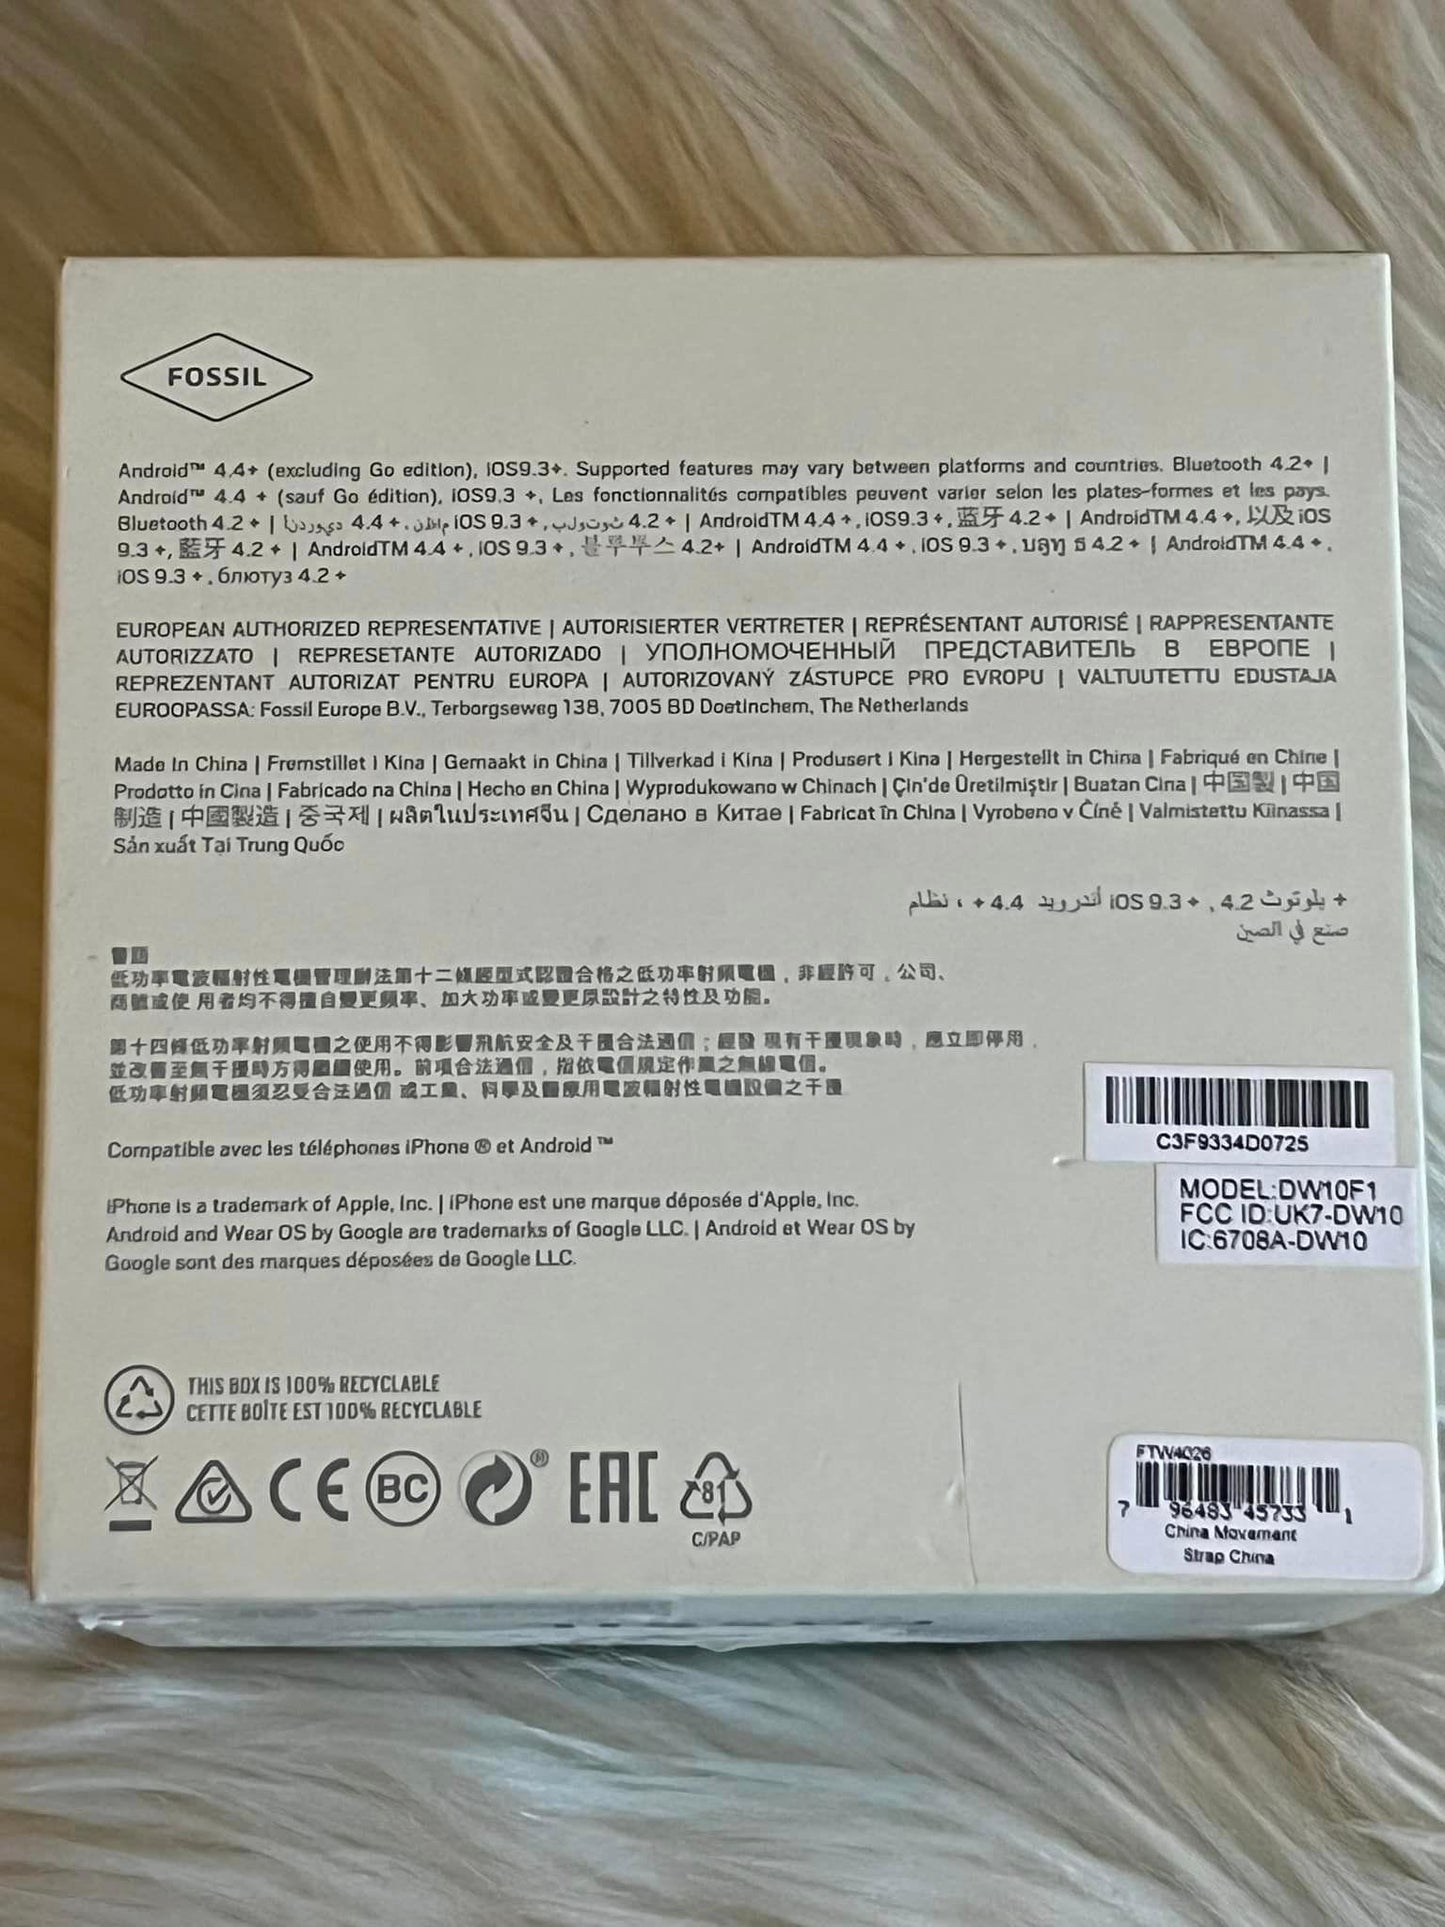 FOSSIL
Android™ 4.4+ (excluding Go edition), iOS9.3+. Supported features may vary between platforms and countries. Bluetooth 4.2+ |
Android™ 4.4 + (sauf Go édition), iOS9.3 +, Les fonctionnalités compatibles peuvent varier selon les plates-formes et les pays.
Bluetooth 4.2 + | 4.4 + , iOS 9.3 + , 4.2 + | AndroidTM 4.4 + , iOS9.3 + , 蓝牙 4.2 + | AndroidTM 4.4 +, 以及 iOS
9.3 +, 藍牙 4.2 + | AndroidTM 4.4 + , iOS 9.3 + , 블루투스 4.2+ | AndroidTM 4.4 + , iOS 9.3 + , บลูทู ธ 4.2 + | AndroidTM 4.4 + ,
iOS 9.3 + , блютуз 4.2 +
EUROPEAN AUTHORIZED REPRESENTATIVE | AUTORISIERTER VERTRETER | REPRÉSENTANT AUTORISÉ | RAPPRESENTANTE
AUTORIZZATO | REPRESETANTE AUTORIZADO | УПОЛНОМОЧЕННЫЙ ПРЕДСТАВИТЕЛЬ В ЕВРОПЕ |
REPREZENTANT AUTORIZAT PENTRU EUROPA | AUTORIZOVANÝ ZÁSTUPCE PRO EVROPU | VALTUUTETTU EDUSTAJA
EUROOPASSA: Fossil Europe B.V., Terborgseweg 138, 7005 BD Doetinchem, The Netherlands
Made In China | Fremstillet i Kina | Gemaakt in China | Tillverkad i Kina | Produsert i Kina | Hergestellt in China | Fabriqué en Chine |
Prodotto in Cina | Fabricado na China | Hecho en China | Wyprodukowano w Chinach | Çin'de Üretilmiştir | Buatan Cina | 中国製 | 中国
制造 | 中國製造 | 중국제 | ผลิตในประเทศจีน | Сделано в Китае | Fabricat în China | Vyrobeno v Číně | Valmistettu Kiinassa |
Sản xuất Tại Trung Quốc
+ بلوتوث 4.2 , + iOS 9.3 أندرويد 4.4 + ، نظام
صنع في الصين
低功率電波輻射性電機管理辦法第十二條經型式認證合格之低功率射頻電機，非經許可，公司、
商號或使 用者均不得擅自變更頻率、加大功率或變更原設計之特性及功能。
第十四條低功率射頻電機之使用不得影響飛航安全及干擾合法通信；經發 現有干擾現象時，應立即停用，
並改善至無干擾時方得繼續使用。前項合法通信，指依電信規定作業之無線電信。
低功率射頻電機須忍受合法通信 或工業、科學及醫療用電波輻射性電機設備之干擾
Compatible avec les téléphones iPhone ® et Android ™
iPhone is a trademark of Apple, Inc. | iPhone est une marque déposée d'Apple, Inc.
Android and Wear OS by Google are trademarks of Google LLC. | Android et Wear OS by
Google sont des marques déposées de Google LLC.
C3F9334D0725
MODEL:DW10F1
FCC ID:UK7-DW10
IC:6708A-DW10
THIS BOX IS 100% RECYCLABLE
CETTE BOÎTE EST 100% RECYCLABLE
CE BC ® EAC 81
C/PAP
FTW4026
7 96483 45733 1
China Movement
Strap China